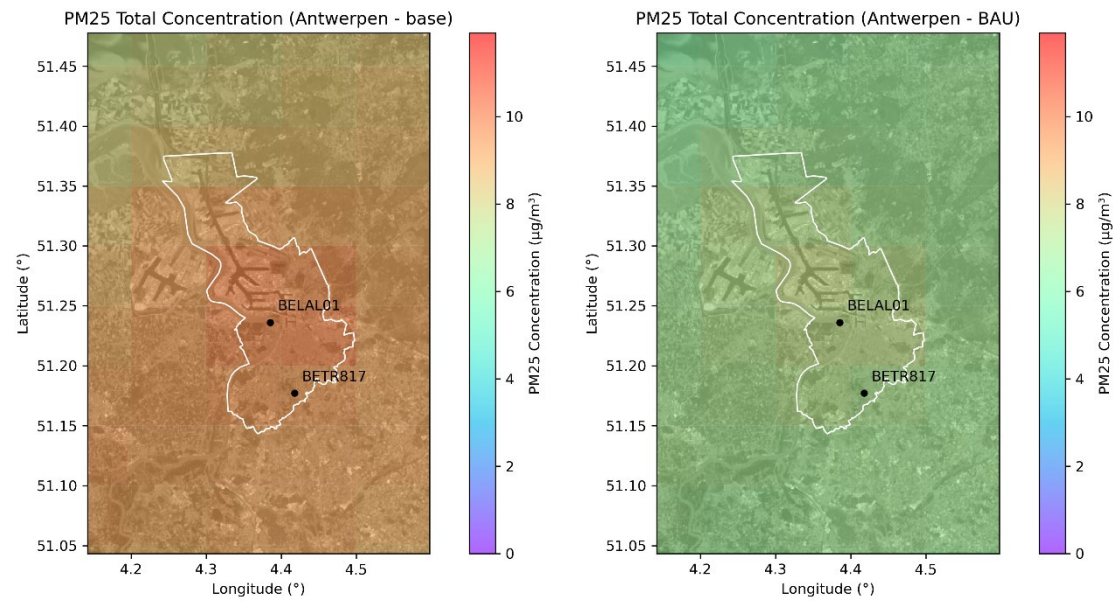 PM25 Total Concentration (Antwerpen - base)
51.45
51.40
51.35
51.30
51.25
51.20
51.15
51.10
51.05
Latitude (°)
BELAL01
BETR817
4.2 4.3 4.4 4.5
Longitude (°)
10
8
6
4
2
0
PM25 Concentration (μg/m³)
PM25 Total Concentration (Antwerpen - BAU)
51.45
51.40
51.35
51.30
51.25
51.20
51.15
51.10
51.05
Latitude (°)
BELAL01
BETR817
4.2 4.3 4.4 4.5
Longitude (°)
10
8
6
4
2
0
PM25 Concentration (μg/m³)